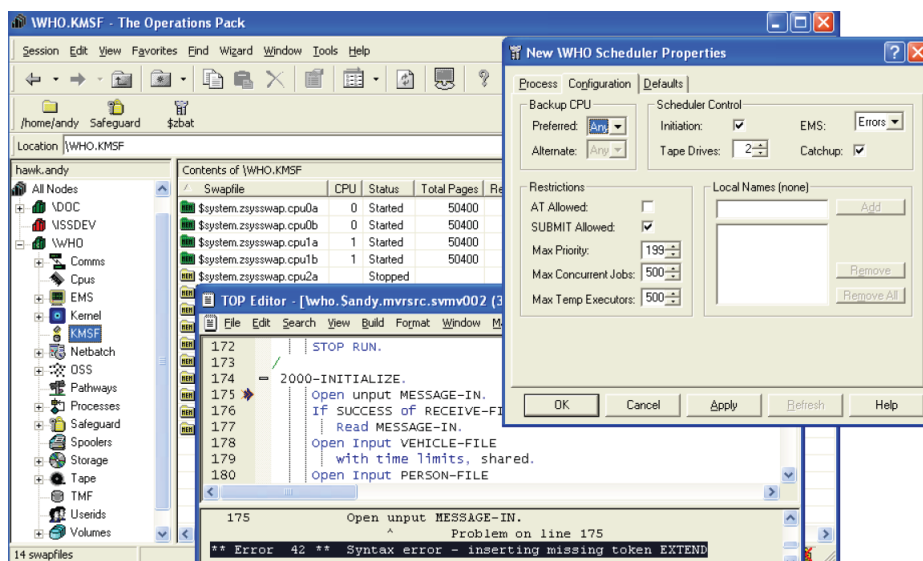 \WHO.KMSF - The Operations Pack
Session Edit View Favorites Find Wizard Window Tools Help
/home/andy Safeguard $zbat
Location \WHO.KMSF
hawk.andy
All Nodes
\DOC
\ISSDEV
\WHO
Comms
Cpus
EMS
Kernel
KMSF
Netbatch
OSS
Pathways
Processes
Safeguard
Spoolers
Storage
Tape
TMF
Userids
Volumes
14 swapfiles
Contents of \WHO.KMSF
Swapfile CPU Status Total Pages Re
$system.zsysswap.cpu0a 0 Started 50400
$system.zsysswap.cpu0b 0 Started 50400
$system.zsysswap.cpu1a 1 Started 50400
$system.zsysswap.cpu1b 1 Started 50400
$system.zsysswap.cpu2a Stopped
TOP Editor - [\who.$andy.mvrsrc.svmv002 (3
File Edit Search View Build Format Window M
172 STOP RUN.
173 /
174 2000-INITIALIZE.
175 Open unput MESSAGE-IN.
176 If SUCCESS of RECEIVE-FI
177 Read MESSAGE-IN.
178 Open Input VEHICLE-FILE
179 with time limits, shared.
180 Open Input PERSON-FILE
175 Open unput MESSAGE-IN.
^ Problem on line 175
** Error 42 ** Syntax error - inserting missing token EXTEND
New \WHO Scheduler Properties
Process Configuration Defaults
Backup CPU
Preferred: Any
Alternate: Any
Scheduler Control
Initiation: EMS: Errors
Tape Drives: 2 Catchup:
Restrictions
AT Allowed:
SUBMIT Allowed:
Max Priority: 199
Max Concurrent Jobs: 500
Max Temp Executors: 500
Local Names (none)
Add
Remove
Remove All
OK Cancel Apply Refresh Help